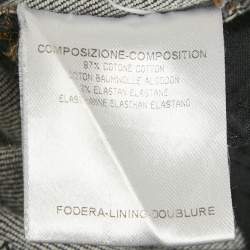 COMPOSIZIONE-COMPOSITION
97% COTONE COTTON
COTON BAUMWOLLE ALGODON
3% ELASTAN ELASTANE
ELASTHANNE ELASTHAN ELASTANO
FODERA-LINING-DOUBLURE